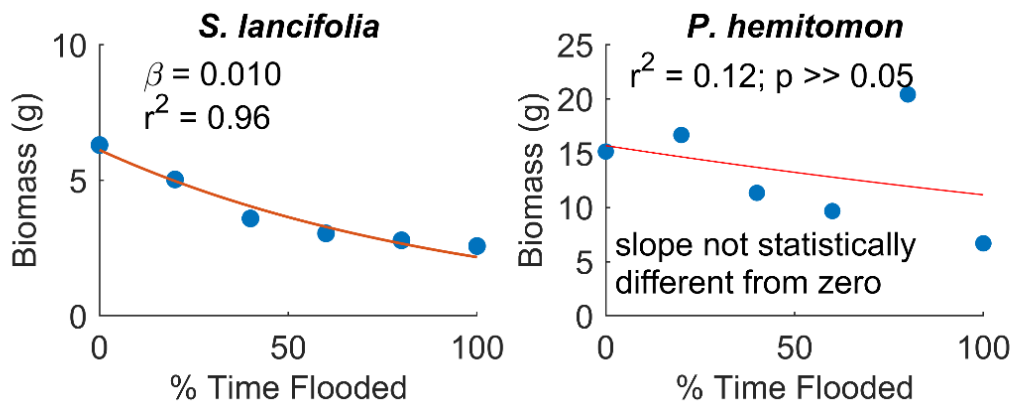 S. lancifolia
β = 0.010
r² = 0.96
10
5
0
Biomass (g)
0
50
100
% Time Flooded
P. hemitomon
r² = 0.12; p >> 0.05
25
20
15
10
5
0
Biomass (g)
slope not statistically
different from zero
0
50
100
% Time Flooded